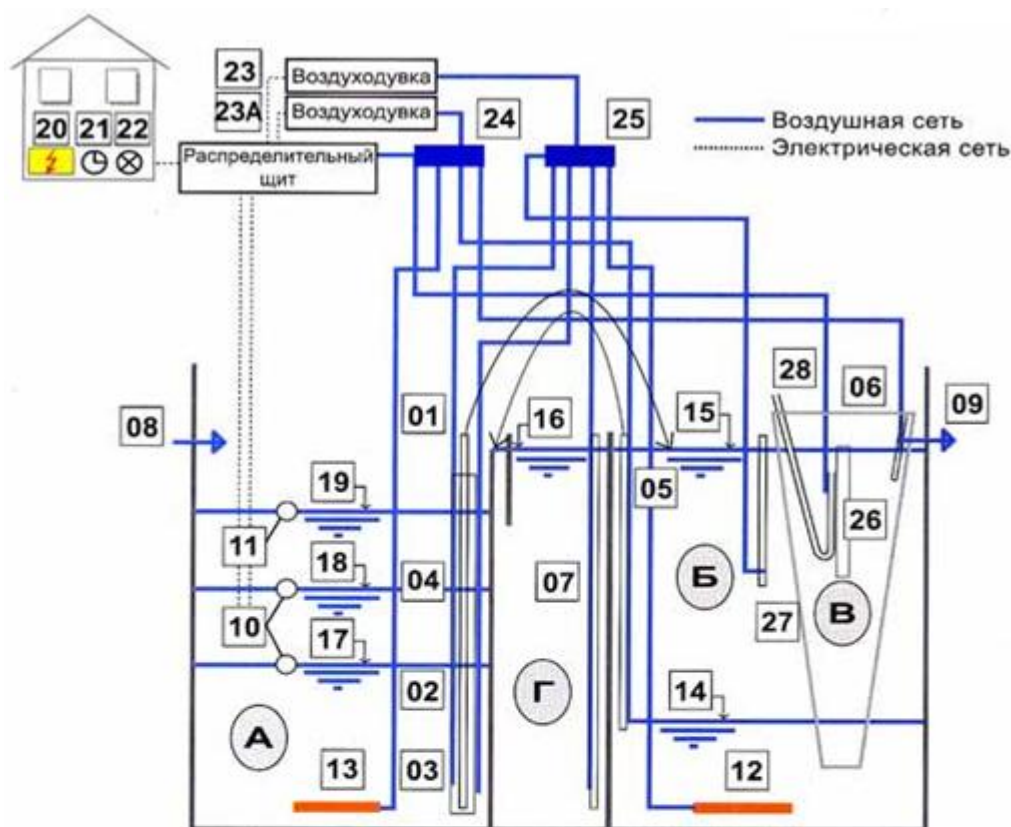 23 Воздуходувка
23А Воздуходувка
24 25
Воздушная сеть
Электрическая сеть
20 21 22
Распределительный
щит
08 01 16 15 28 06 09
19 05 26
11 18 04 07 Б
10 17 27 В
02 Г 14
А
13 03 12